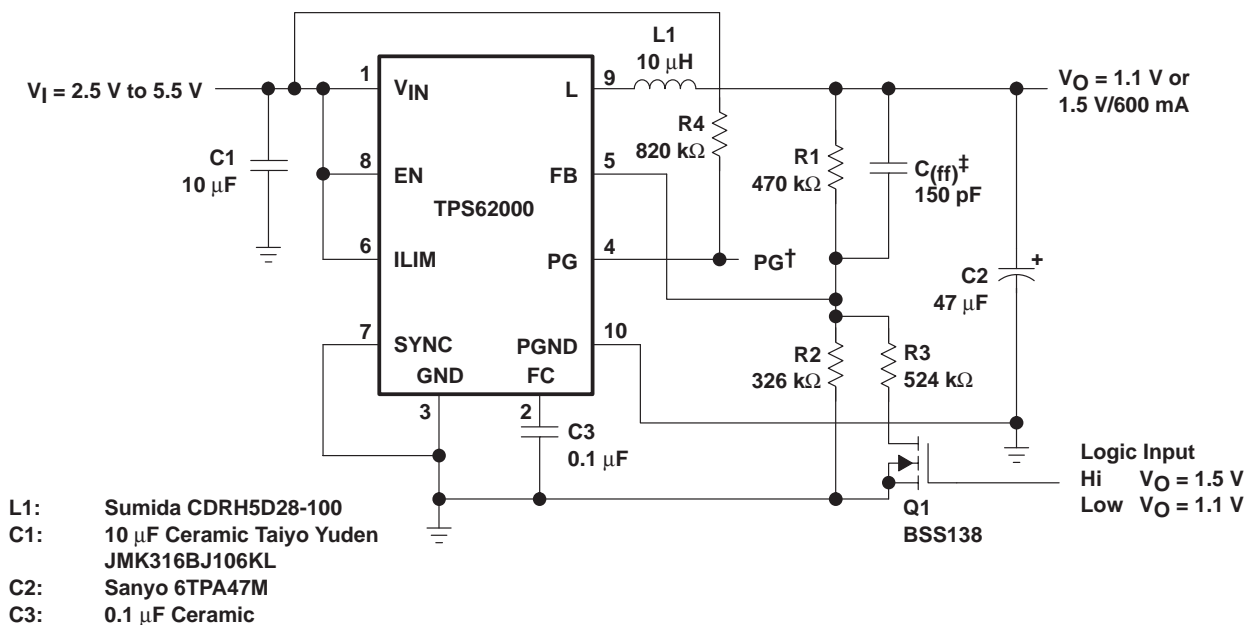 V_I = 2.5 V to 5.5 V
C1
10 μF
1
V_IN
8
EN
6
ILIM
7
SYNC
TPS62000
GND
3
FC
2
L
9
FB
5
PG
4
PGND
10
L1
10 μH
R4
820 kΩ
PG†
R1
470 kΩ
C(ff)‡
150 pF
V_O = 1.1 V or
1.5 V/600 mA
C2
47 μF
+
R2
326 kΩ
R3
524 kΩ
C3
0.1 μF
Q1
BSS138
Logic Input
Hi V_O = 1.5 V
Low V_O = 1.1 V
L1: Sumida CDRH5D28-100
C1: 10 μF Ceramic Taiyo Yuden
JMK316BJ106KL
C2: Sanyo 6TPA47M
C3: 0.1 μF Ceramic